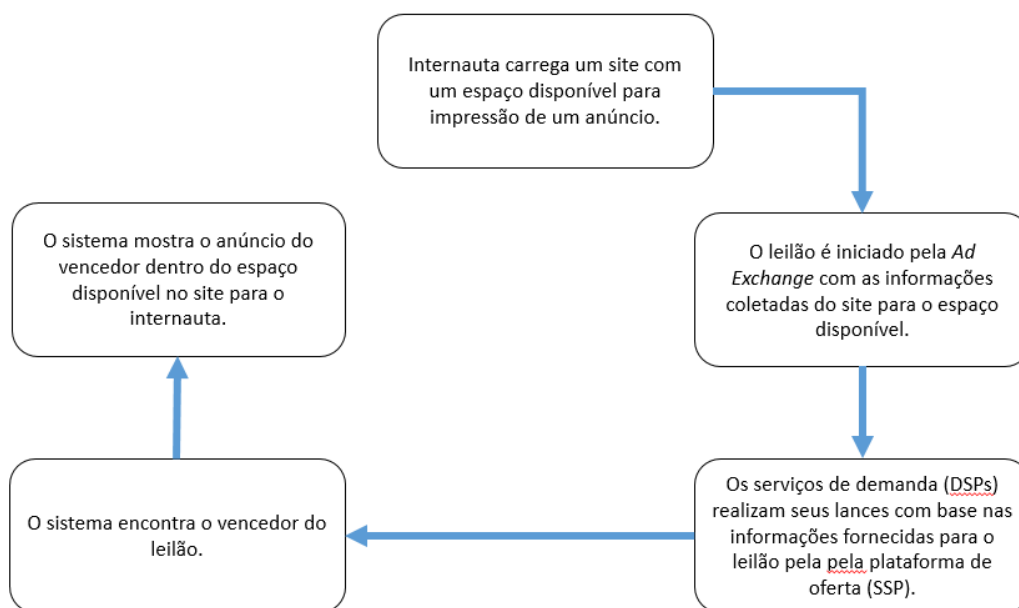 Internauta carrega um site com
um espaço disponível para
impressão de um anúncio.
O leilão é iniciado pela Ad
Exchange com as informações
coletadas do site para o espaço
disponível.
Os serviços de demanda (DSPs)
realizam seus lances com base nas
informações fornecidas para o
leilão pela pela plataforma de
oferta (SSP).
O sistema encontra o vencedor do
leilão.
O sistema mostra o anúncio do
vencedor dentro do espaço
disponível no site para o
internauta.